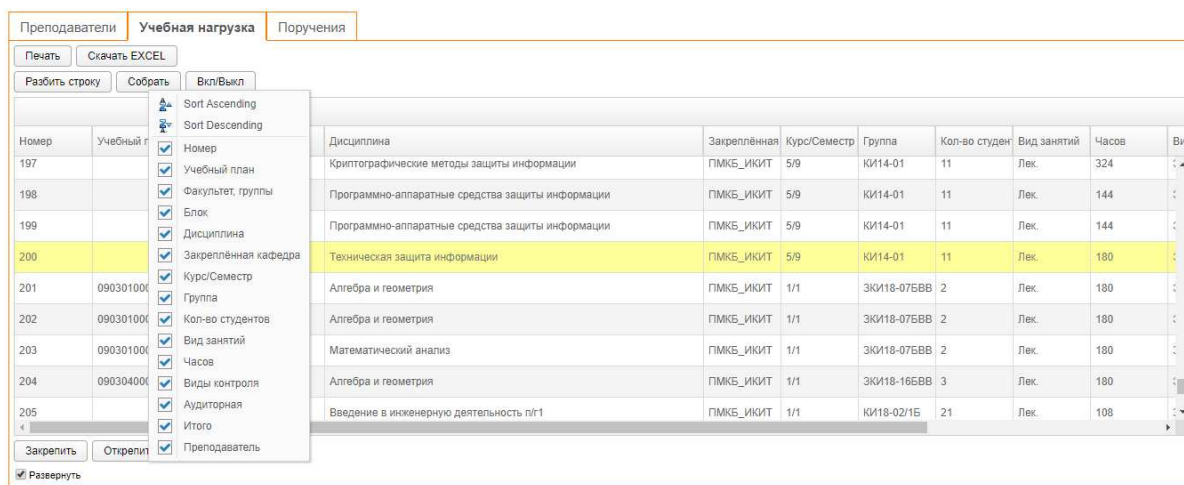 Преподаватели Учебная нагрузка Поручения
Печать Скачать EXCEL
Разбить строку Собрать Вкл/Выкл
Sort Ascending
Sort Descending
Номер
Учебный план
Факультет, группы
Блок
Дисциплина
Закреплённая кафедра
Курс/Семестр
Группа
Кол-во студентов
Вид занятий
Часов
Виды контроля
Аудиторная
Итого
Преподаватель
Номер Учебный Дисциплина Закреплённая Курс/Семестр Группа Кол-во студен Вид занятий Часов
197 Криптографические методы защиты информации ПМКБ_ИКИТ 5/9 КИ14-01 11 Лек. 324
198 Программно-аппаратные средства защиты информации ПМКБ_ИКИТ 5/9 КИ14-01 11 Лек. 144
199 Программно-аппаратные средства защиты информации ПМКБ_ИКИТ 5/9 КИ14-01 11 Лек. 144
200 Техническая защита информации ПМКБ_ИКИТ 5/9 КИ14-01 11 Лек. 180
201 090301000 Алгебра и геометрия ПМКБ_ИКИТ 1/1 ЗКИ18-07БВВ 2 Лек. 180
202 090301000 Алгебра и геометрия ПМКБ_ИКИТ 1/1 ЗКИ18-07БВВ 2 Лек. 180
203 090301000 Математический анализ ПМКБ_ИКИТ 1/1 ЗКИ18-07БВВ 2 Лек. 180
204 090304000 Алгебра и геометрия ПМКБ_ИКИТ 1/1 ЗКИ18-16БВВ 3 Лек. 180
205 Введение в инженерную деятельность п/г1 ПМКБ_ИКИТ 1/1 КИ18-02/1Б 21 Лек. 108
Закрепить Открепит
Развернуть